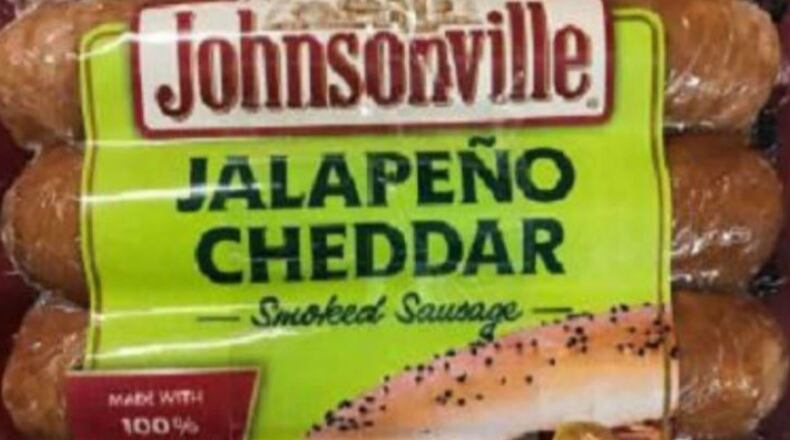 Johnsonville
JALAPEÑO
CHEDDAR
Smoked Sausage
MADE WITH
100%